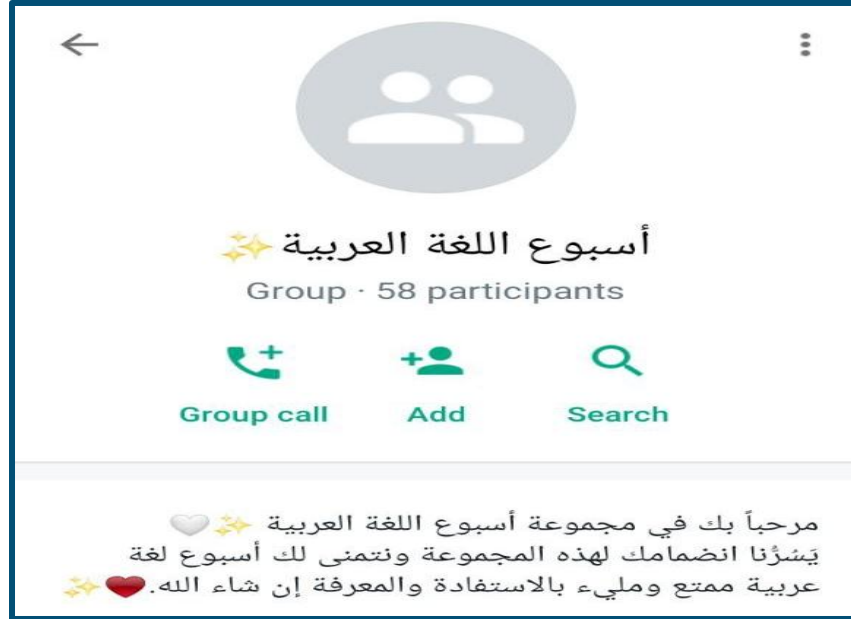 أسبوع اللغة العربية ✨
Group · 58 participants
Group call
Add
Search
مرحباً بك في مجموعة أسبوع اللغة العربية ✨🤍
يَسُرُّنا انضمامك لهذه المجموعة ونتمنى لك أسبوع لغة
عربية ممتع ومليء بالاستفادة والمعرفة إن شاء الله.❤️✨